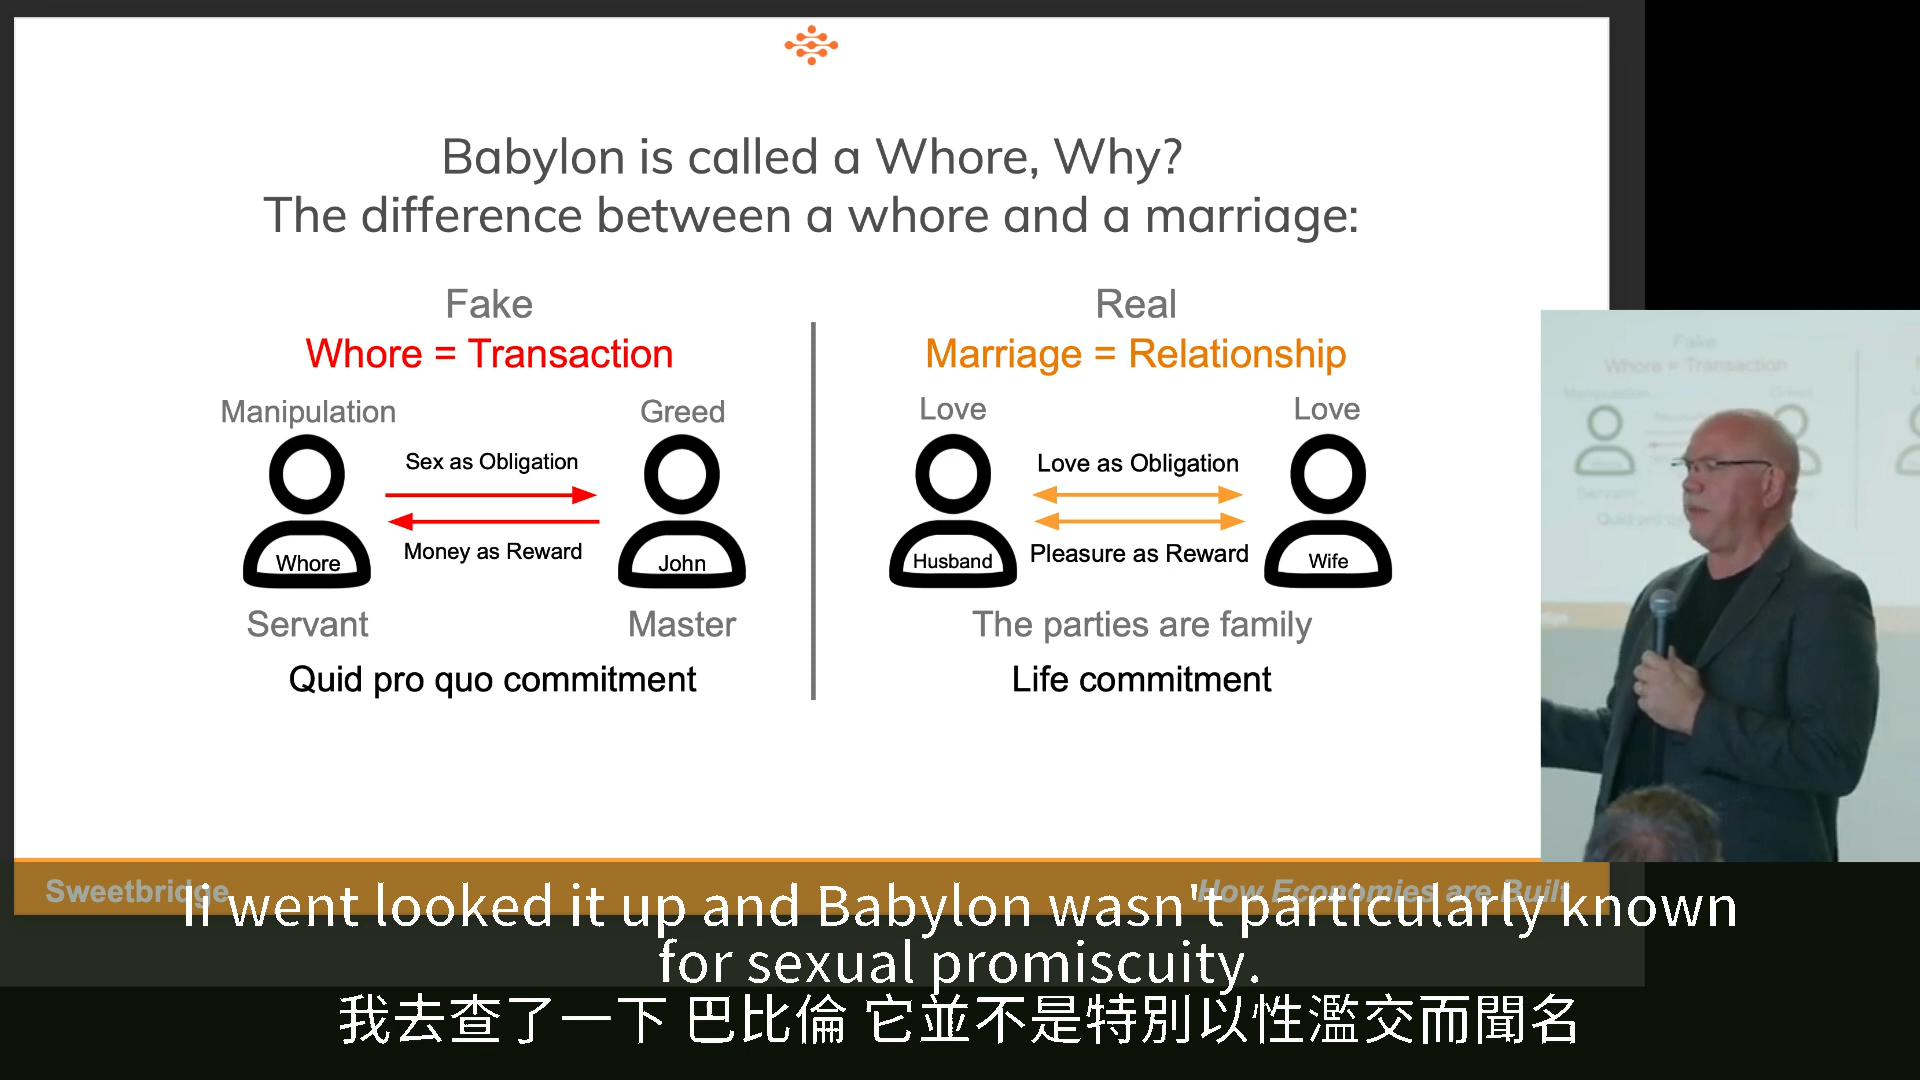 Babylon is called a Whore, Why?
The difference between a whore and a marriage:
Fake
Whore = Transaction
Manipulation
Greed
Sex as Obligation
Money as Reward
Whore
John
Servant
Master
Quid pro quo commitment
Real
Marriage = Relationship
Love
Love
Love as Obligation
Pleasure as Reward
Husband
Wife
The parties are family
Life commitment
Fake
Whore = Transaction
Sweetbridge
How Economies are Built
Ii went looked it up and Babylon wasn't particularly known
for sexual promiscuity.
我去查了一下 巴比倫 它並不是特別以性濫交而聞名